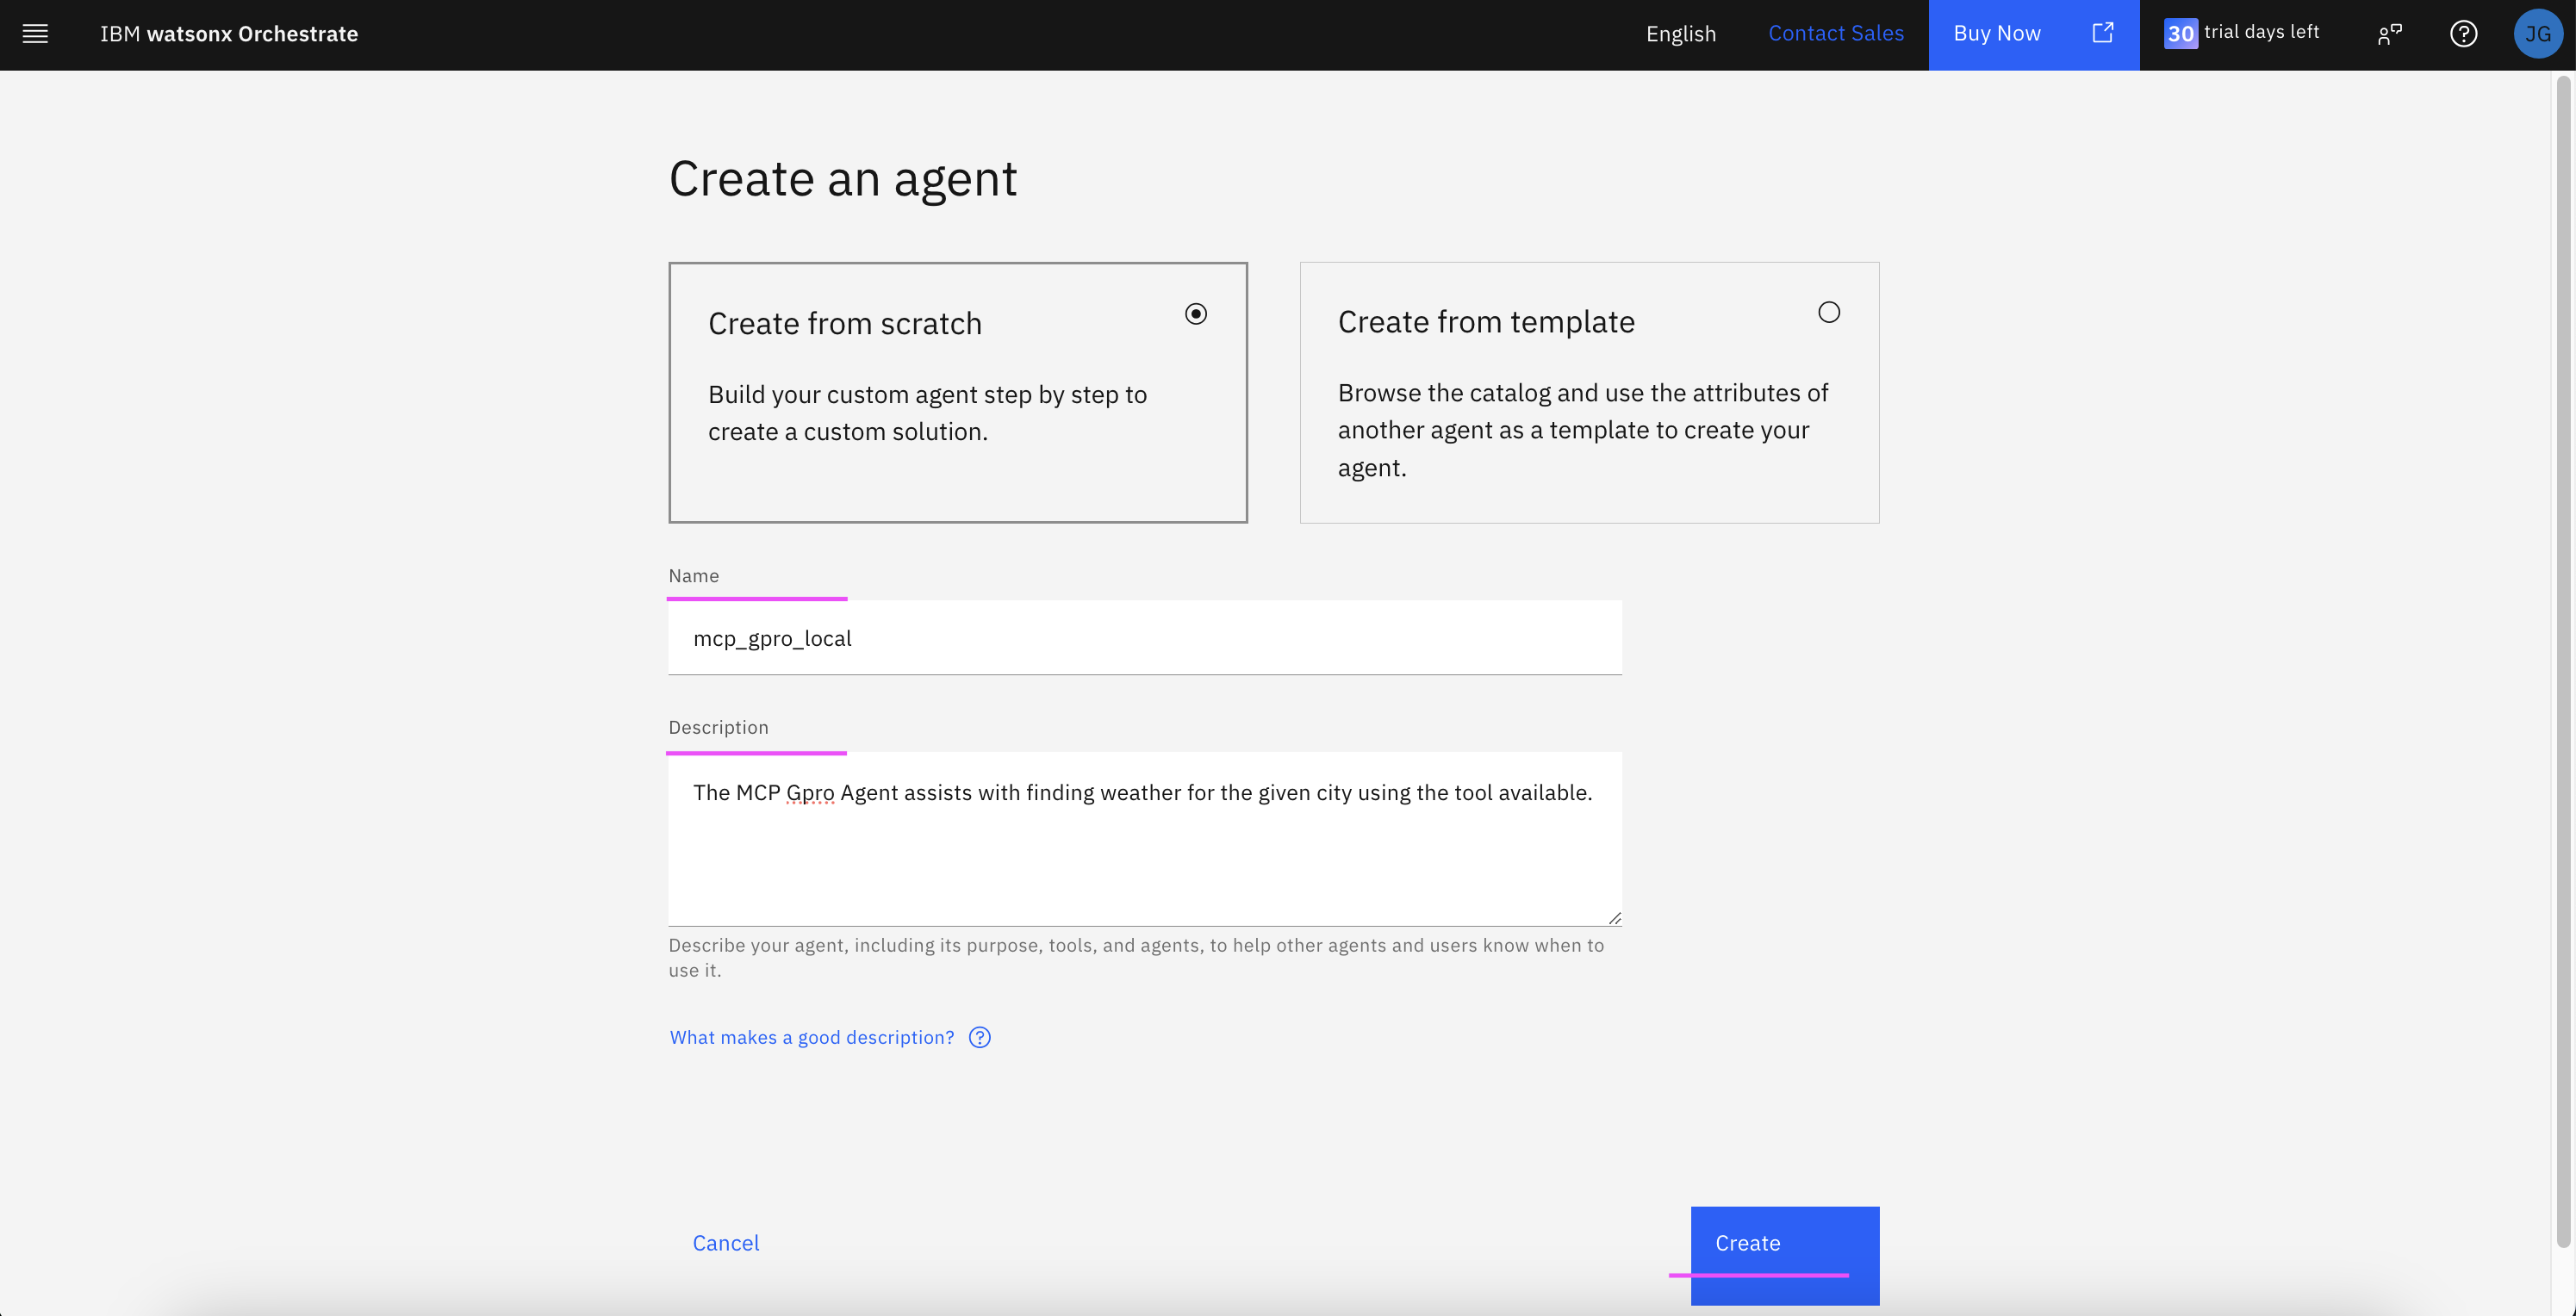 IBM watsonx Orchestrate
English
Contact Sales
Buy Now
30 trial days left
JG
Create an agent
Create from scratch
Build your custom agent step by step to
create a custom solution.
Create from template
Browse the catalog and use the attributes of
another agent as a template to create your
agent.
Name
mcp_gpro_local
Description
The MCP Gpro Agent assists with finding weather for the given city using the tool available.
Describe your agent, including its purpose, tools, and agents, to help other agents and users know when to
use it.
What makes a good description?
Cancel
Create